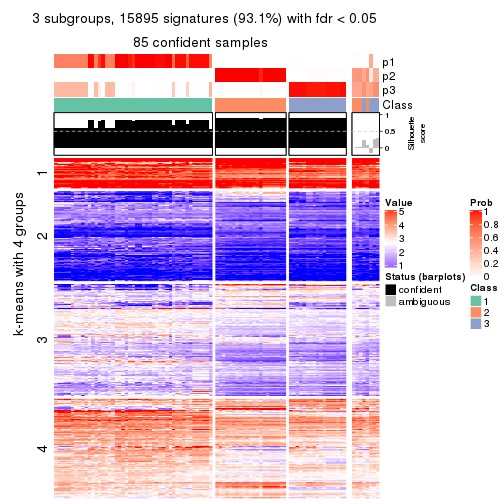 3 subgroups, 15895 signatures (93.1%) with fdr < 0.05
85 confident samples
p1
p2
p3
Class
1
0.5
0
Silhouette
score
k-means with 4 groups
1
2
3
4
Value
5
4
3
2
1
Status (barplots)
confident
ambiguous
Prob
1
0.8
0.6
0.4
0.2
0
Class
1
2
3